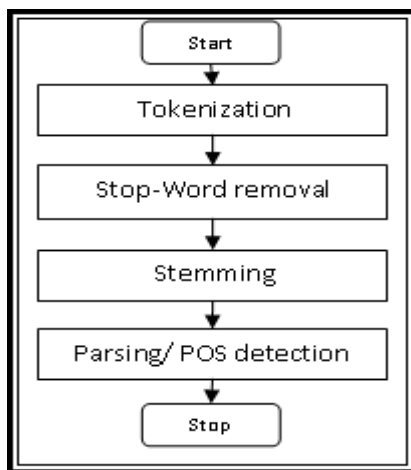 Start
Tokenization
Stop-Word removal
Stemming
Parsing/ POS detection
Stop